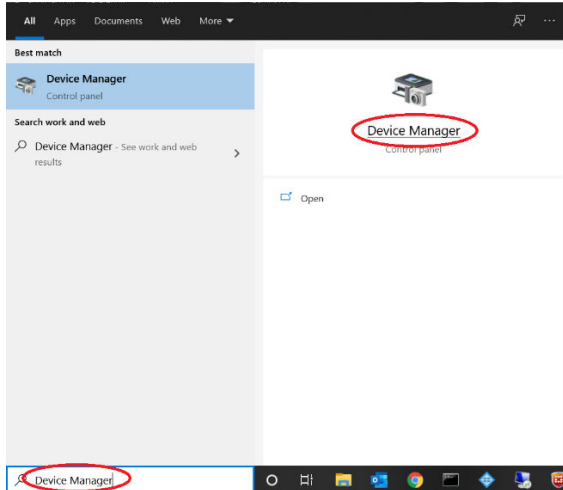 All Apps Documents Web More
Best match
Device Manager
Control panel
Search work and web
Device Manager - See work and web
results
Device Manager
Control panel
Open
Device Manager